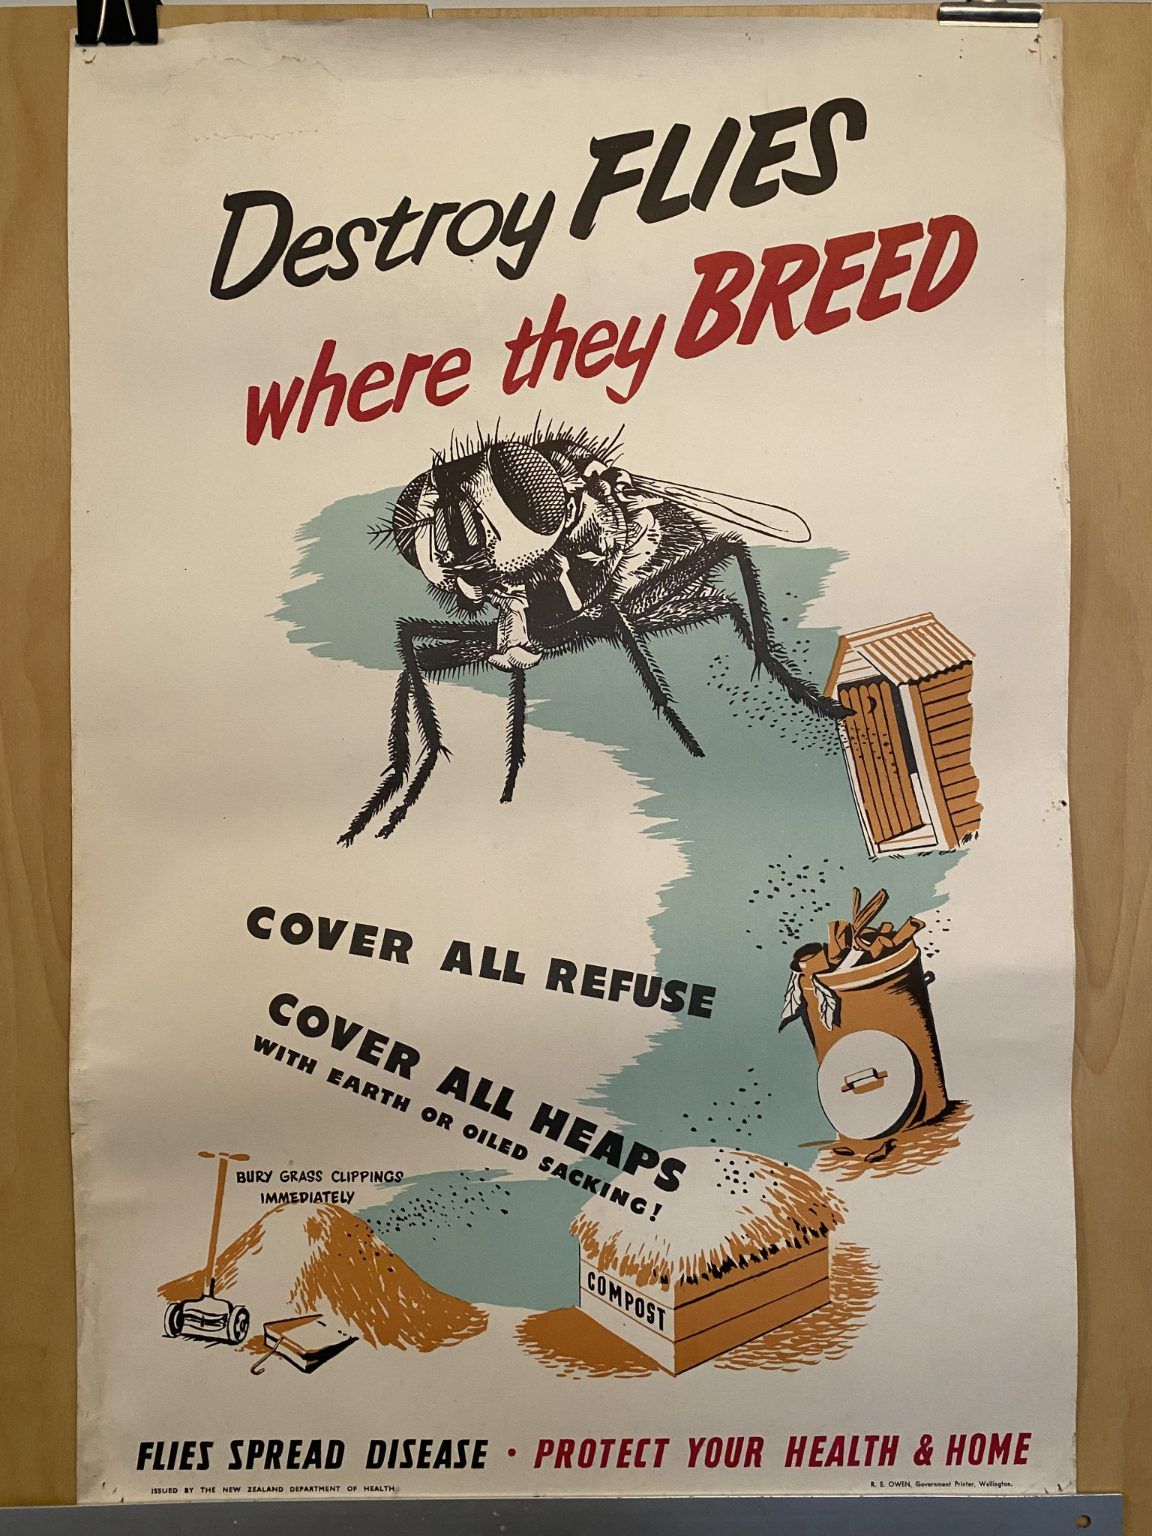 Destroy FLIES
where they BREED
COVER ALL REFUSE
COVER ALL HEAPS
WITH EARTH OR OILED SACKING!
BURY GRASS CLIPPINGS
IMMEDIATELY
COMPOST
FLIES SPREAD DISEASE · PROTECT YOUR HEALTH & HOME
ISSUED BY THE NEW ZEALAND DEPARTMENT OF HEALTH
R. E. OWEN, Government Printer, Wellington.